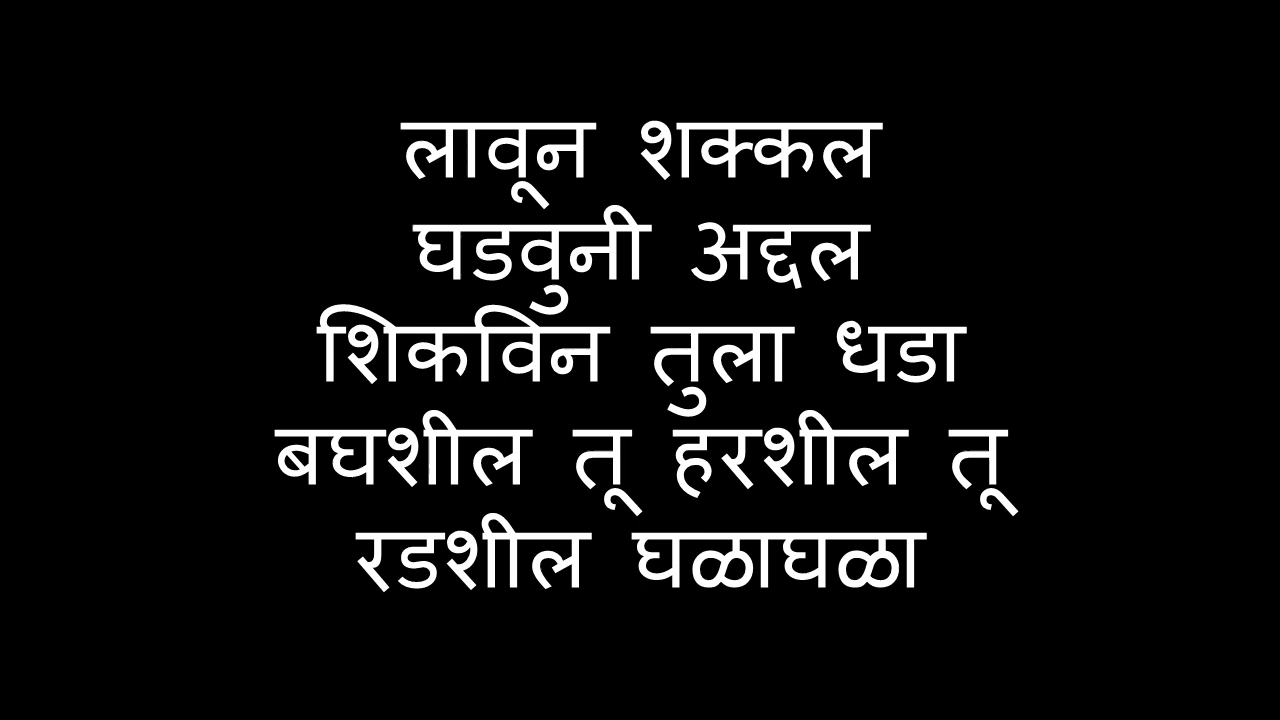 लावून शक्कल
घडवुनी अद्दल
शिकविन तुला धडा
बघशील तू हरशील तू
रडशील घळाघळा